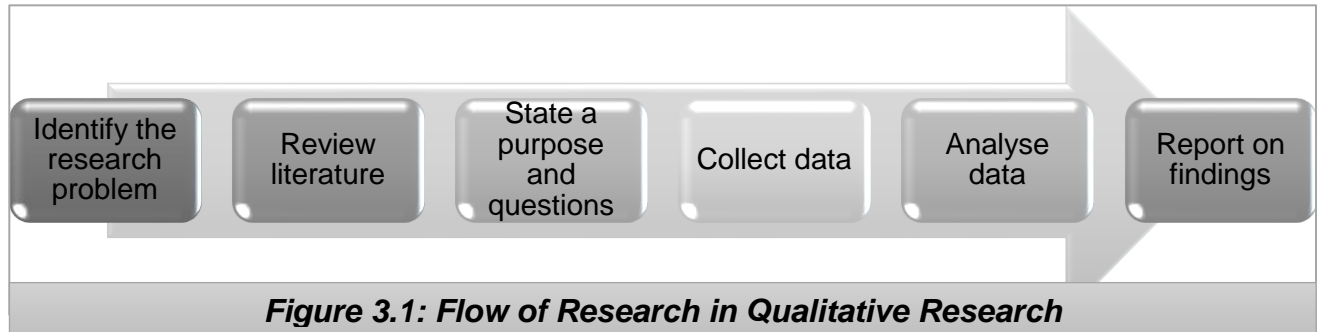 Identify the
research
problem
Review
literature
State a
purpose
and
questions
Collect data
Analyse
data
Report on
findings
Figure 3.1: Flow of Research in Qualitative Research